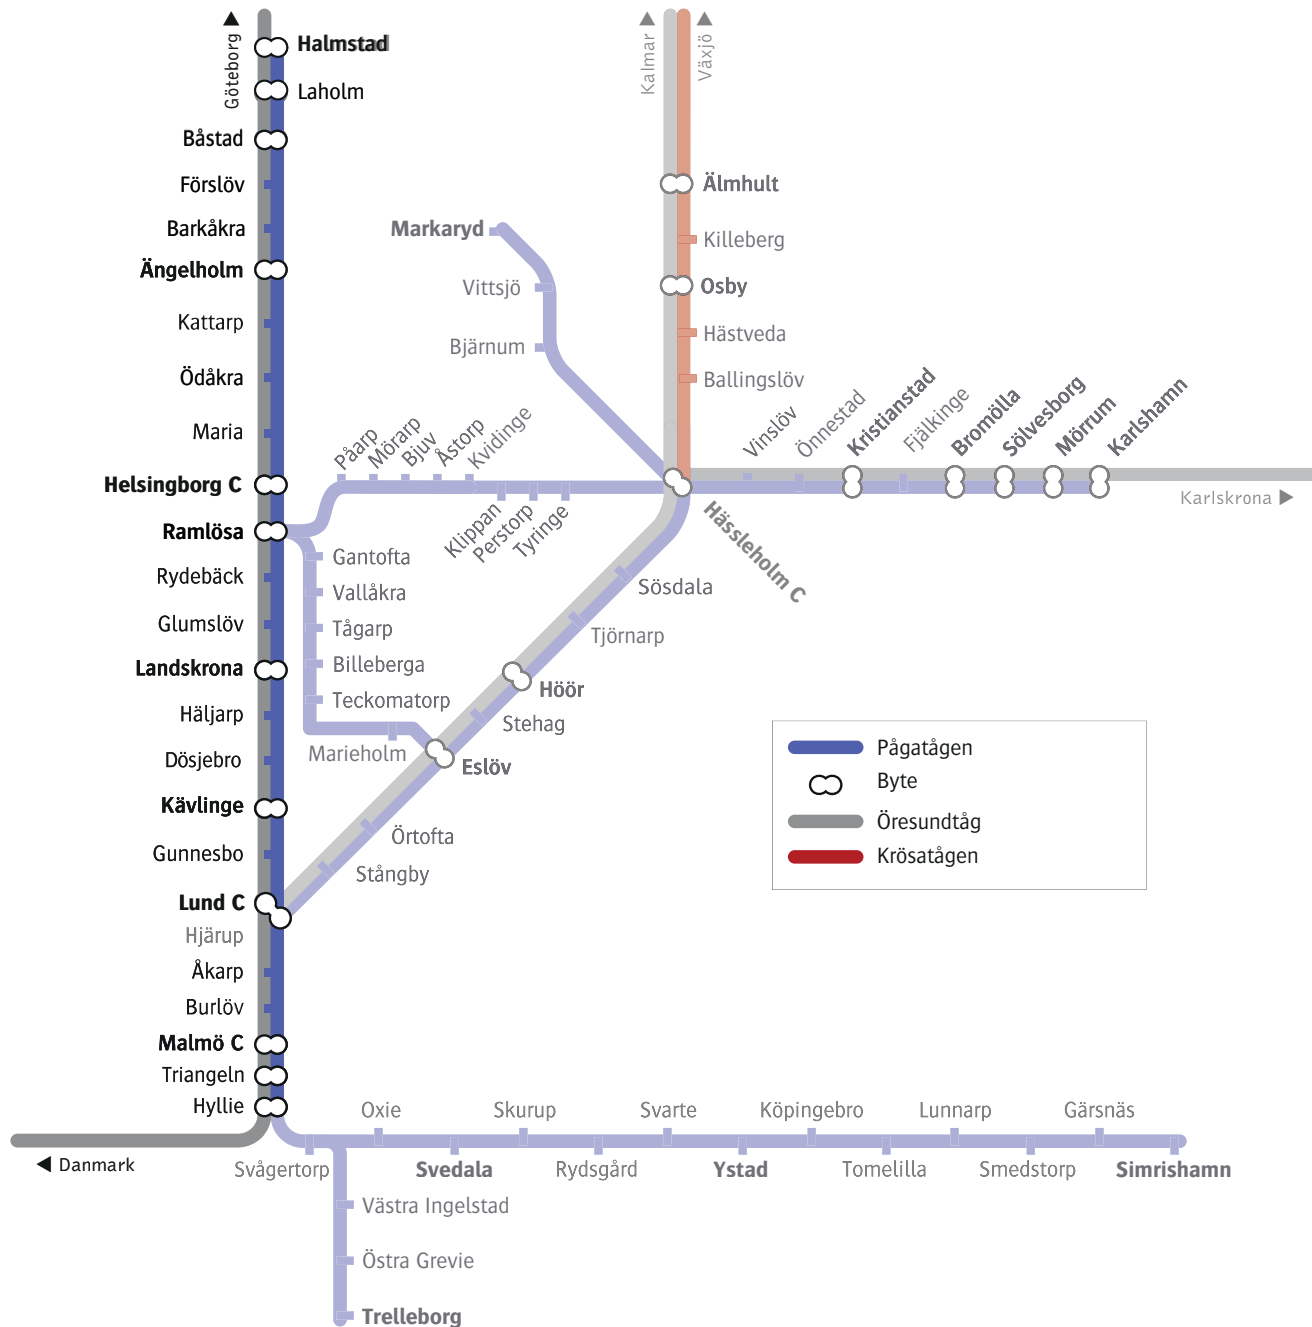 Göteborg
Halmstad
Laholm
Båstad
Förslöv
Barkåkra
Ängelholm
Kattarp
Ödåkra
Maria
Helsingborg C
Ramlösa
Rydebäck
Glumslöv
Landskrona
Häljarp
Dösjebro
Kävlinge
Gunnesbo
Lund C
Hjärup
Åkarp
Burlöv
Malmö C
Triangeln
Hyllie
Danmark
Markaryd
Vittsjö
Bjärnum
Kalmar
Växjö
Älmhult
Killeberg
Osby
Hästveda
Ballingslöv
Påarp
Mörarp
Bjuv
Åstorp
Kvidinge
Klippan
Perstorp
Tyringe
Hässleholm C
Vinslöv
Önnestad
Kristianstad
Fjälkinge
Bromölla
Sölvesborg
Mörrum
Karlshamn
Karlskrona
Gantofta
Vallåkra
Tågarp
Billeberga
Teckomatorp
Marieholm
Sösdala
Tjörnarp
Höör
Stehag
Eslöv
Örtofta
Stångby
Pågatågen
Byte
Öresundtåg
Krösatågen
Svågertorp
Oxie
Svedala
Skurup
Rydsgård
Svarte
Ystad
Köpingebro
Tomelilla
Lunnarp
Smedstorp
Gärsnäs
Simrishamn
Västra Ingelstad
Östra Grevie
Trelleborg